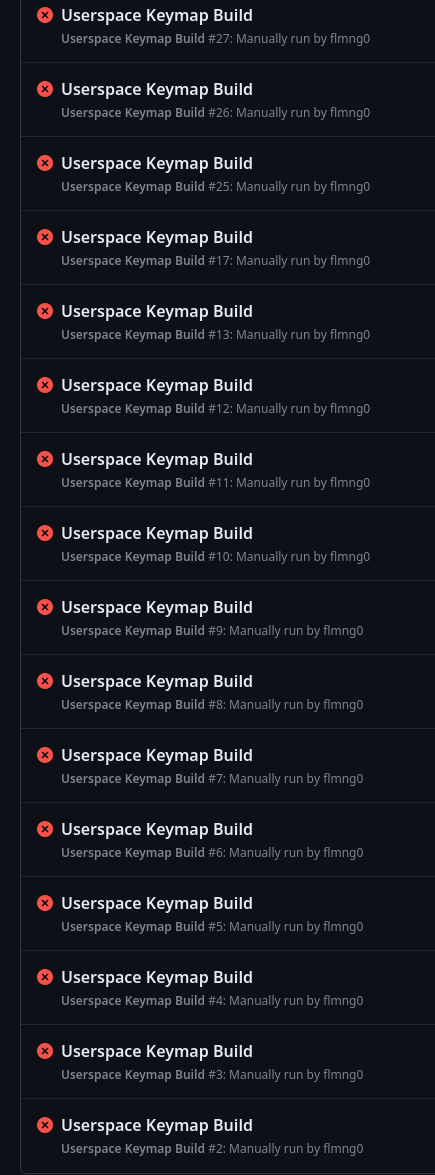 Userspace Keymap Build
Userspace Keymap Build #27: Manually run by flmng0
Userspace Keymap Build
Userspace Keymap Build #26: Manually run by flmng0
Userspace Keymap Build
Userspace Keymap Build #25: Manually run by flmng0
Userspace Keymap Build
Userspace Keymap Build #17: Manually run by flmng0
Userspace Keymap Build
Userspace Keymap Build #13: Manually run by flmng0
Userspace Keymap Build
Userspace Keymap Build #12: Manually run by flmng0
Userspace Keymap Build
Userspace Keymap Build #11: Manually run by flmng0
Userspace Keymap Build
Userspace Keymap Build #10: Manually run by flmng0
Userspace Keymap Build
Userspace Keymap Build #9: Manually run by flmng0
Userspace Keymap Build
Userspace Keymap Build #8: Manually run by flmng0
Userspace Keymap Build
Userspace Keymap Build #7: Manually run by flmng0
Userspace Keymap Build
Userspace Keymap Build #6: Manually run by flmng0
Userspace Keymap Build
Userspace Keymap Build #5: Manually run by flmng0
Userspace Keymap Build
Userspace Keymap Build #4: Manually run by flmng0
Userspace Keymap Build
Userspace Keymap Build #3: Manually run by flmng0
Userspace Keymap Build
Userspace Keymap Build #2: Manually run by flmng0